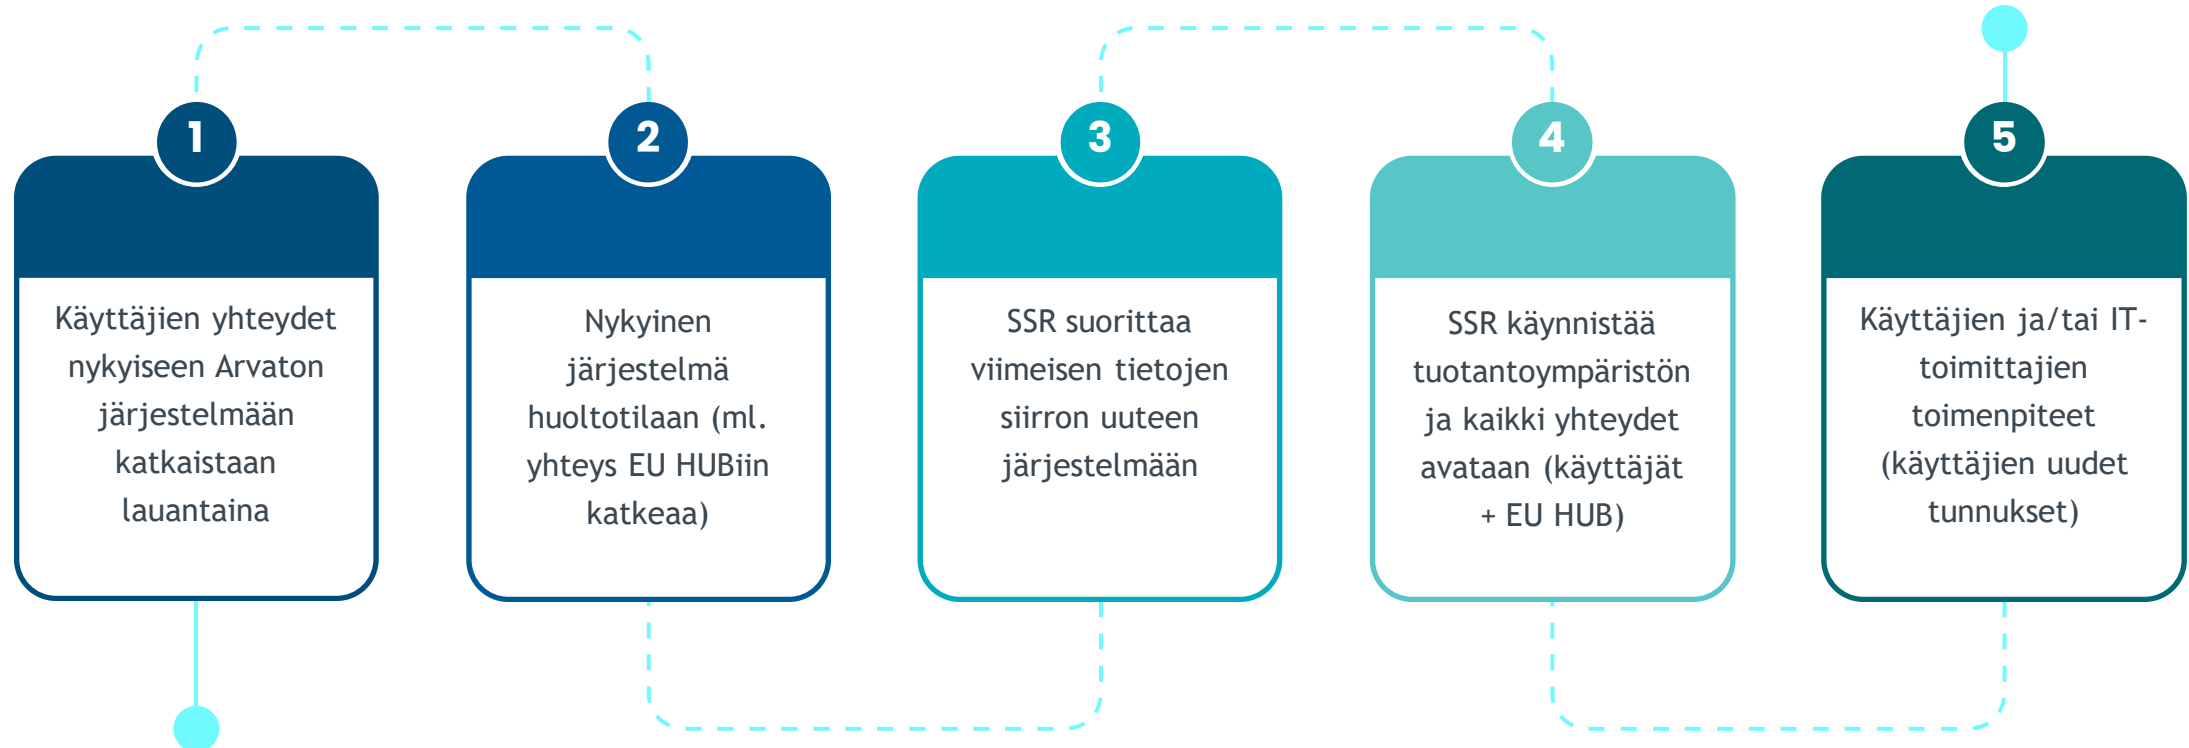 1
Käyttäjien yhteydet
nykyiseen Arvaton
järjestelmään
katkaistaan
lauantaina
2
Nykyinen
järjestelmä
huoltotilaan (ml.
yhteys EU HUBiin
katkeaa)
3
SSR suorittaa
viimeisen tietojen
siirron uuteen
järjestelmään
4
SSR käynnistää
tuotantoympäristön
ja kaikki yhteydet
avataan (käyttäjät
+ EU HUB)
5
Käyttäjien ja/tai IT-
toimittajien
toimenpiteet
(käyttäjien uudet
tunnukset)